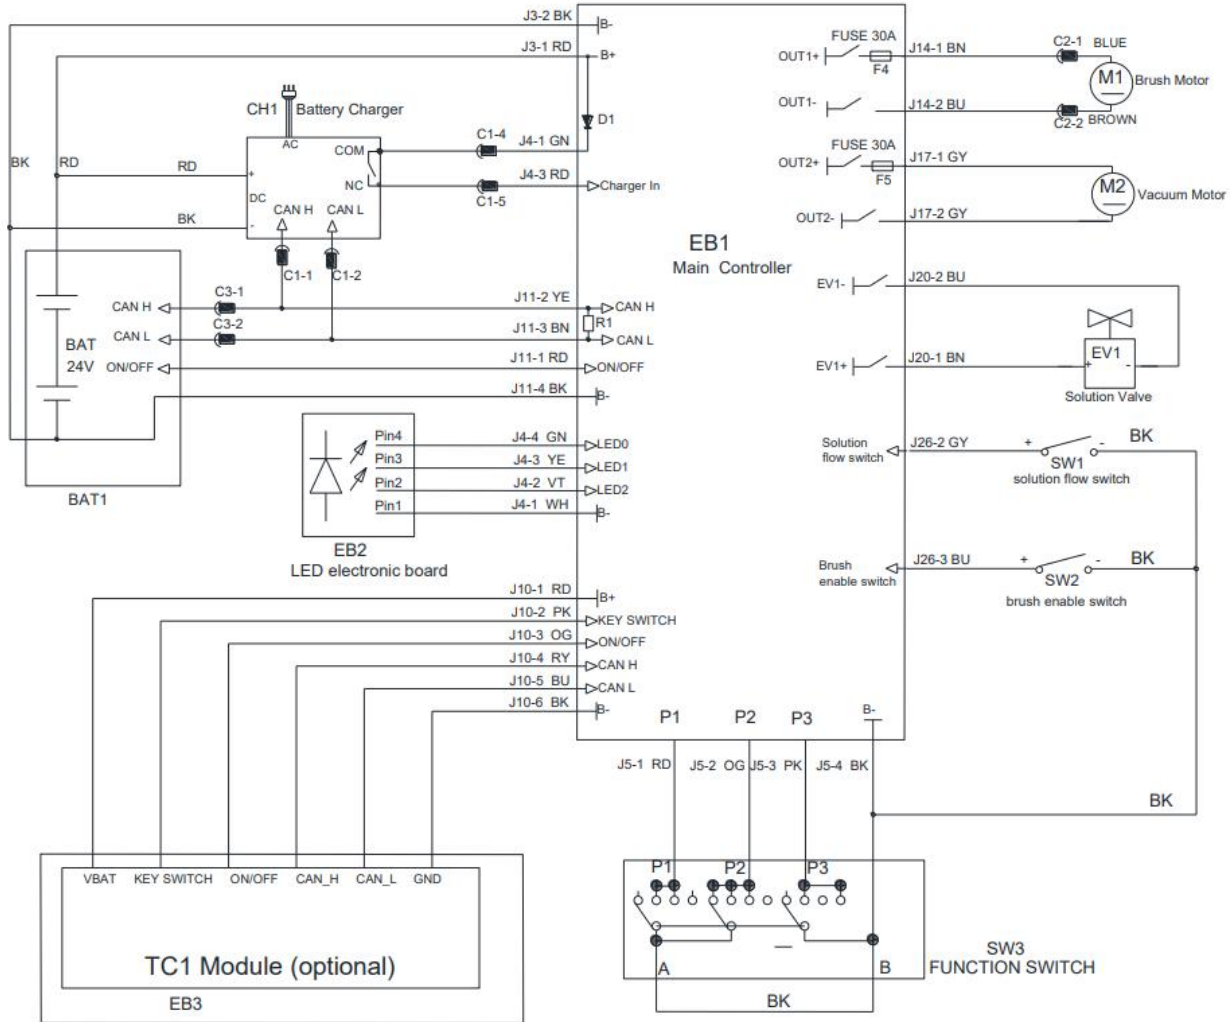 J3-2 BK
B-
J3-1 RD
B+
CH1 Battery Charger
AC
COM
NC
C1-4
J4-1 GN
D1
J4-3 RD
Charger In
C1-5
BK
RD
RD
+
DC
BK
-
CAN H
CAN L
C1-1
C1-2
C3-1
CAN H
J11-2 YE
CAN H
R1
C3-2
CAN L
J11-3 BN
CAN L
BAT
24V
ON/OFF
J11-1 RD
ON/OFF
J11-4 BK
B-
BAT1
Pin4
J4-4 GN
LED0
Pin3
J4-3 YE
LED1
Pin2
J4-2 VT
LED2
Pin1
J4-1 WH
B-
EB2
LED electronic board
J10-1 RD
B+
J10-2 PK
KEY SWITCH
J10-3 OG
ON/OFF
J10-4 RY
CAN H
J10-5 BU
CAN L
J10-6 BK
B-
EB1
Main Controller
FUSE 30A
OUT1+
F4
J14-1 BN
C2-1
BLUE
M1
Brush Motor
OUT1-
J14-2 BU
C2-2
BROWN
FUSE 30A
OUT2+
F5
J17-1 GY
M2
Vacuum Motor
OUT2-
J17-2 GY
EV1-
J20-2 BU
EV1+
J20-1 BN
EV1
+
-
Solution Valve
Solution
flow switch
J26-2 GY
+
-
BK
SW1
solution flow switch
Brush
enable switch
J26-3 BU
+
-
BK
SW2
brush enable switch
P1
P2
P3
B-
J5-1 RD
J5-2 OG
J5-3 PK
J5-4 BK
BK
P1
P2
P3
A
B
BK
SW3
FUNCTION SWITCH
VBAT
KEY SWITCH
ON/OFF
CAN_H
CAN_L
GND
TC1 Module (optional)
EB3